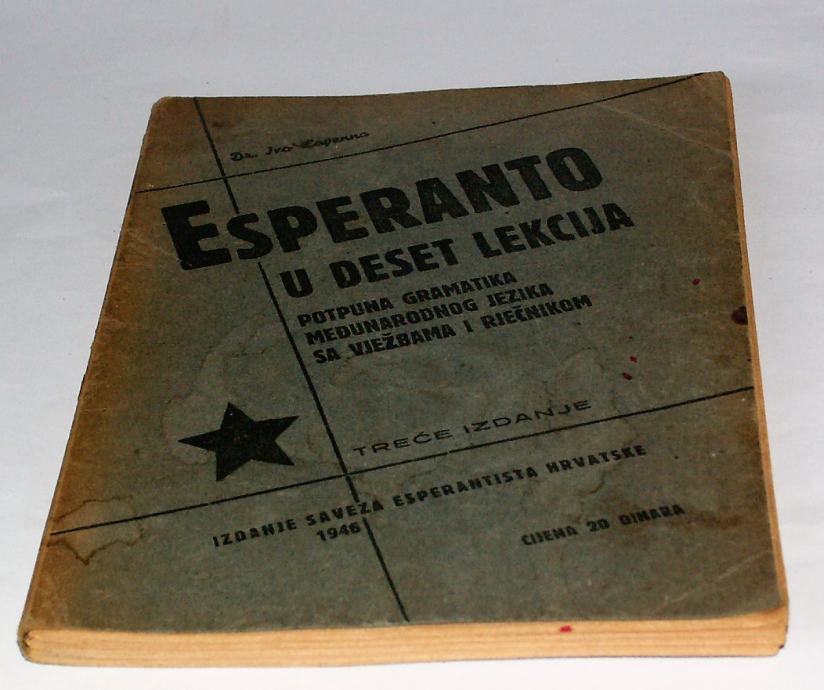 Dr. Ivo Lapenna
ESPERANTO
U DESET LEKCIJA
POTPUNA GRAMATIKA
MEĐUNARODNOG JEZIKA
SA VJEŽBAMA I RJEČNIKOM
TREĆE IZDANJE
IZDANJE SAVEZA ESPERANTISTA HRVATSKE
1946
CIJENA 20 DINARA